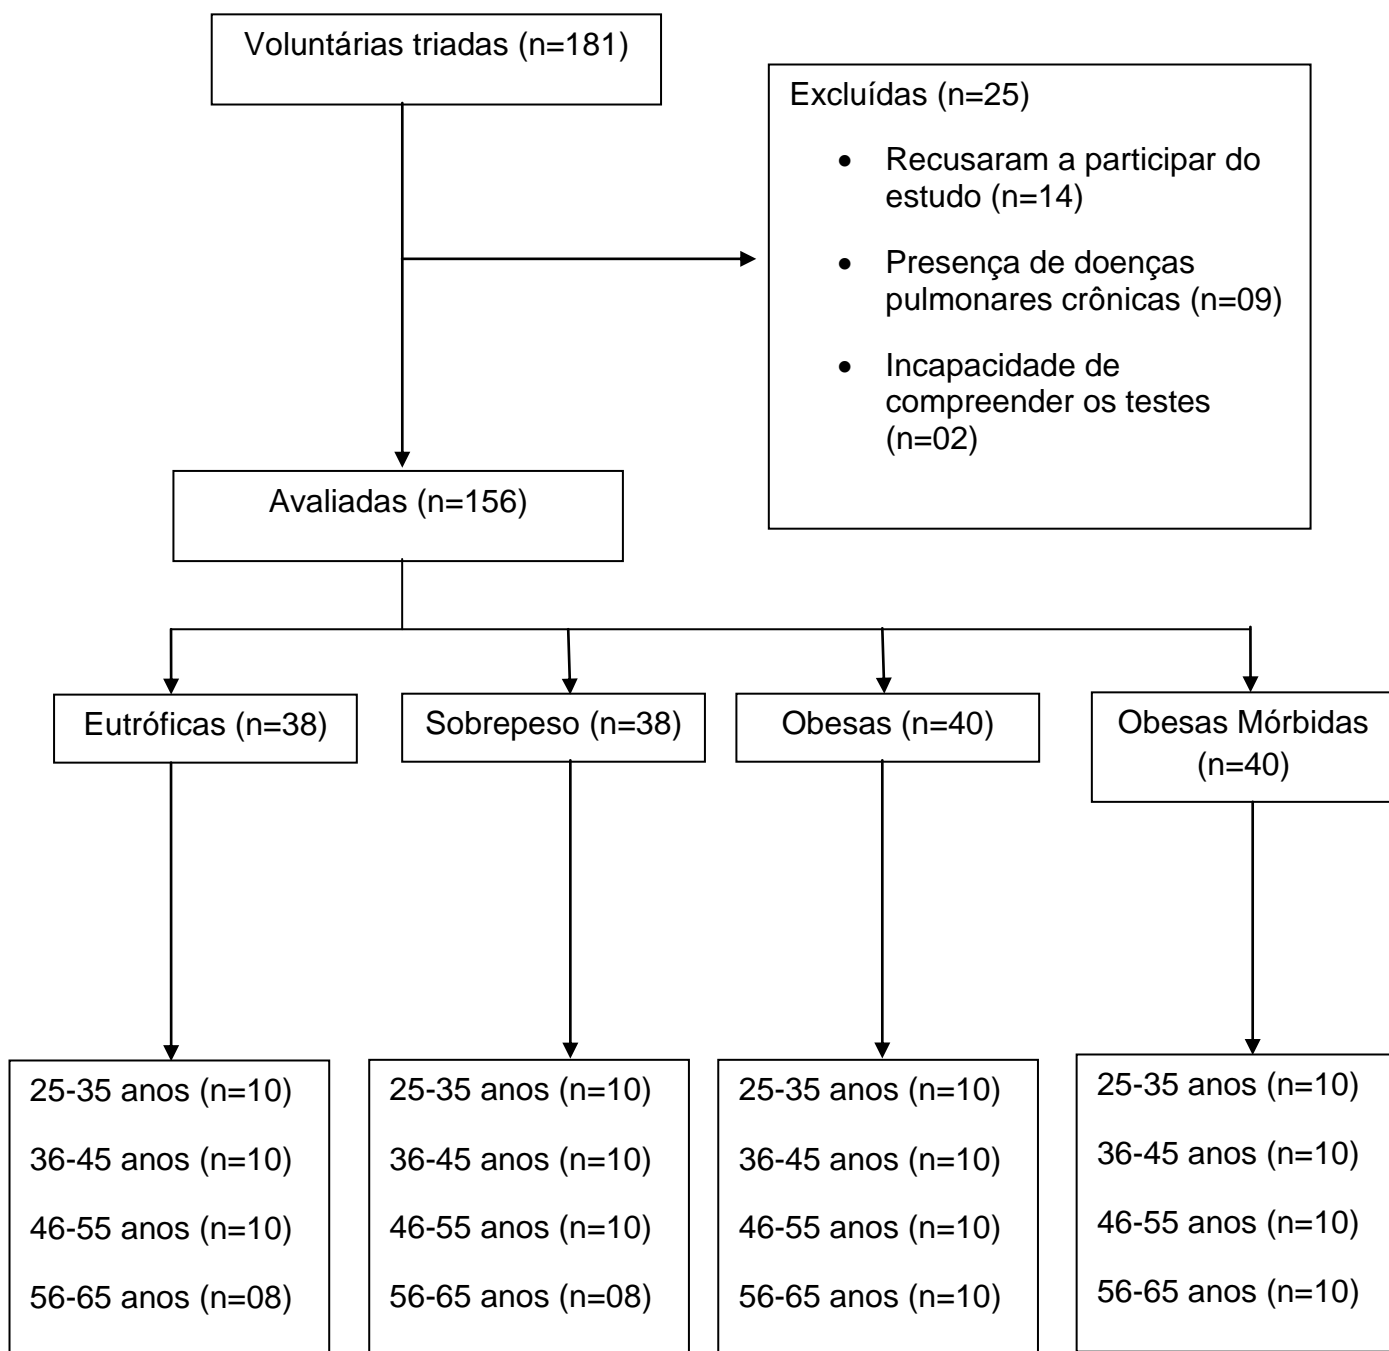 Voluntárias triadas (n=181)
Excluídas (n=25)
• Recusaram a participar do
estudo (n=14)
• Presença de doenças
pulmonares crônicas (n=09)
• Incapacidade de
compreender os testes
(n=02)
Avaliadas (n=156)
Eutróficas (n=38)
Sobrepeso (n=38)
Obesas (n=40)
Obesas Mórbidas
(n=40)
25-35 anos (n=10)
36-45 anos (n=10)
46-55 anos (n=10)
56-65 anos (n=08)
25-35 anos (n=10)
36-45 anos (n=10)
46-55 anos (n=10)
56-65 anos (n=08)
25-35 anos (n=10)
36-45 anos (n=10)
46-55 anos (n=10)
56-65 anos (n=10)
25-35 anos (n=10)
36-45 anos (n=10)
46-55 anos (n=10)
56-65 anos (n=10)